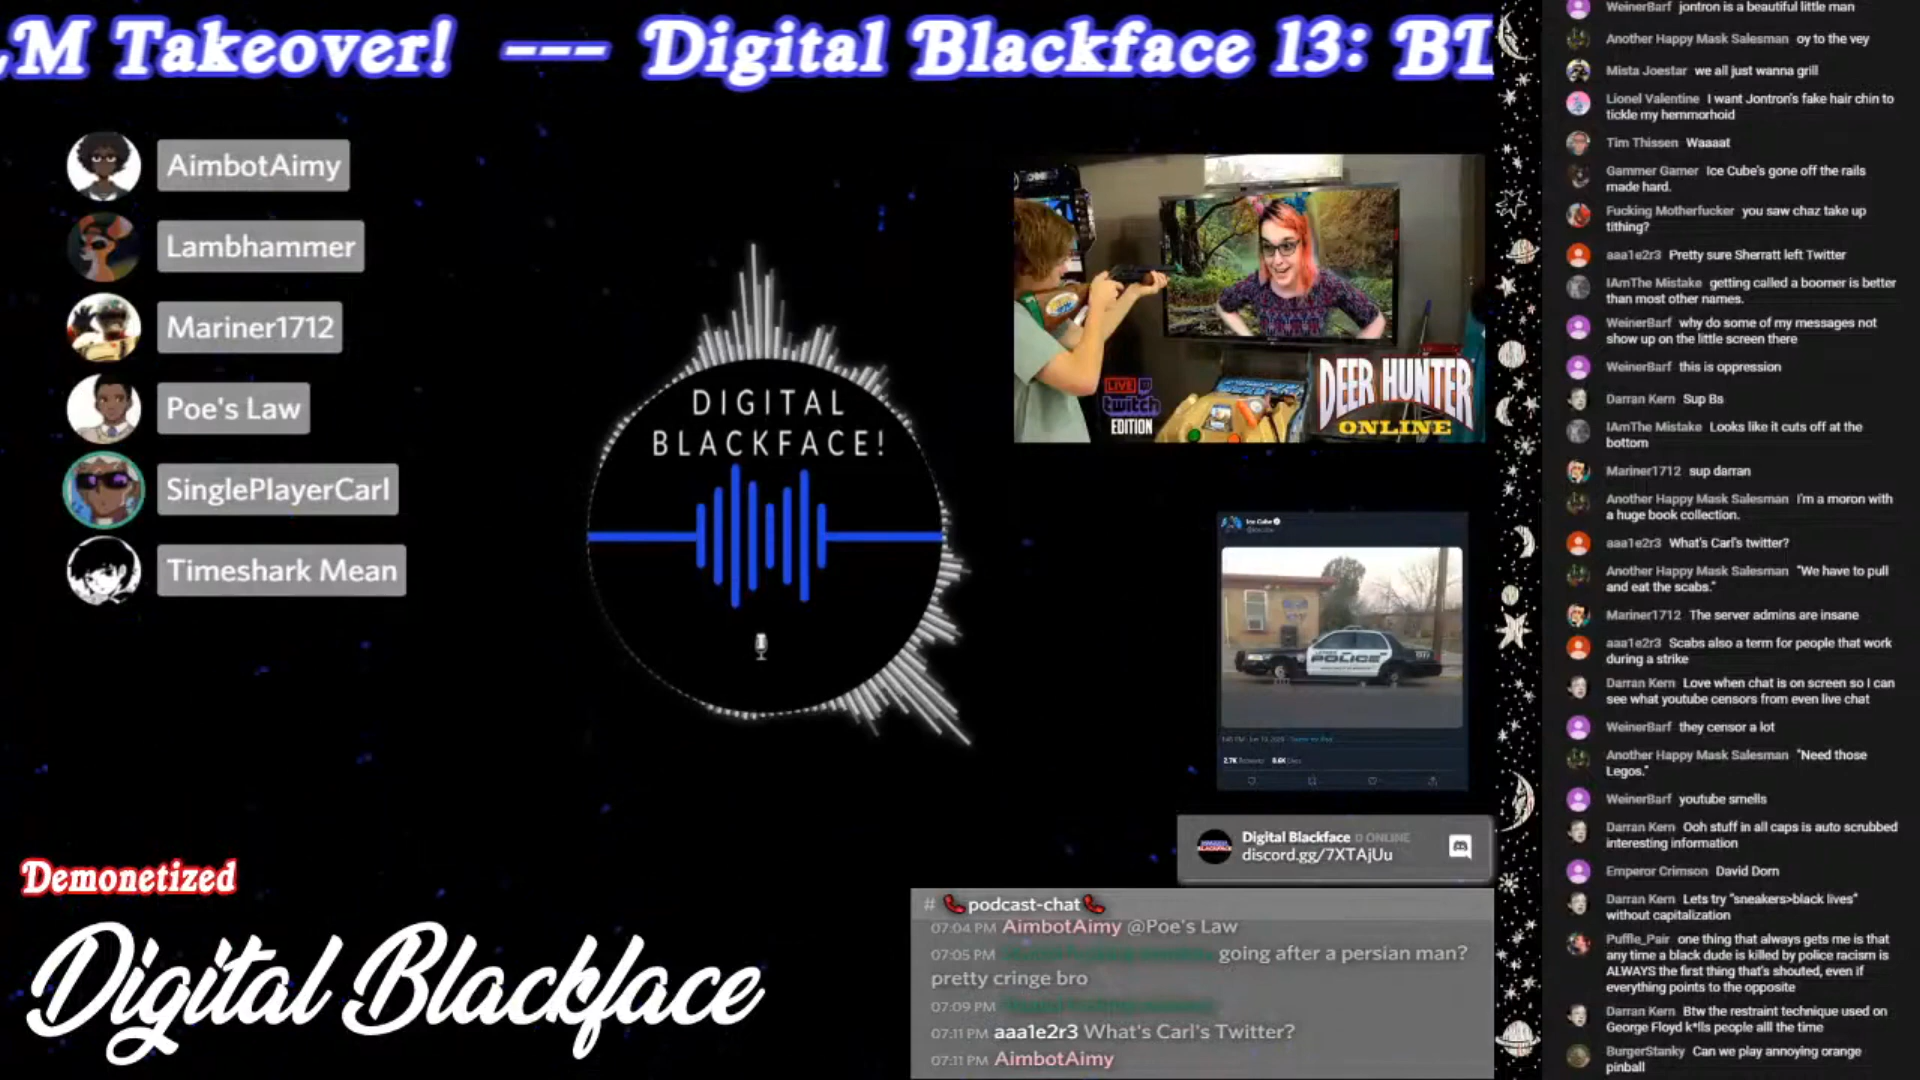 LM Takeover! --- Digital Blackface 13: BL
AimbotAimy
Lambhammer
Mariner1712
Poe's Law
SinglePlayerCarl
Timeshark Mean
DIGITAL
BLACKFACE!
LIVE
twitch
EDITION
DEER HUNTER
ONLINE
Ice Cube
POLICE
2.7K
8.6K
Digital Blackface 0 ONLINE
discord.gg/7XTAjUu
Demonetized
Digital Blackface
# podcast-chat
07:04 PM AimbotAimy @Poe's Law
07:05 PM going after a persian man?
pretty cringe bro
07:09 PM
07:11 PM aaa1e2r3 What's Carl's Twitter?
07:11 PM AimbotAimy
WeinerBarf jontron is a beautiful little man
Another Happy Mask Salesman oy to the vey
Mista Joestar we all just wanna grill
Lionel Valentine I want Jontron's fake hair chin to
tickle my hemmorhoid
Tim Thissen Waaaat
Gammer Gamer Ice Cube's gone off the rails
made hard.
Fucking Motherfucker you saw chaz take up
tithing?
aaa1e2r3 Pretty sure Sherratt left Twitter
IAmThe Mistake getting called a boomer is better
than most other names.
WeinerBarf why do some of my messages not
show up on the little screen there
WeinerBarf this is oppression
Darran Kern Sup Bs
IAmThe Mistake Looks like it cuts off at the
bottom
Mariner1712 sup darran
Another Happy Mask Salesman I'm a moron with
a huge book collection.
aaa1e2r3 What's Carl's twitter?
Another Happy Mask Salesman "We have to pull
and eat the scabs."
Mariner1712 The server admins are insane
aaa1e2r3 Scabs also a term for people that work
during a strike
Darran Kern Love when chat is on screen so I can
see what youtube censors from even live chat
WeinerBarf they censor a lot
Another Happy Mask Salesman "Need those
Legos."
WeinerBarf youtube smells
Darran Kern Ooh stuff in all caps is auto scrubbed
interesting information
Emperor Crimson David Dorn
Darran Kern Lets try "sneakers>black lives"
without capitalization
Puffle_Pair one thing that always gets me is that
any time a black dude is killed by police racism is
ALWAYS the first thing that's shouted, even if
everything points to the opposite
Darran Kern Btw the restraint technique used on
George Floyd k*lls people alll the time
BurgerStanky Can we play annoying orange
pinball